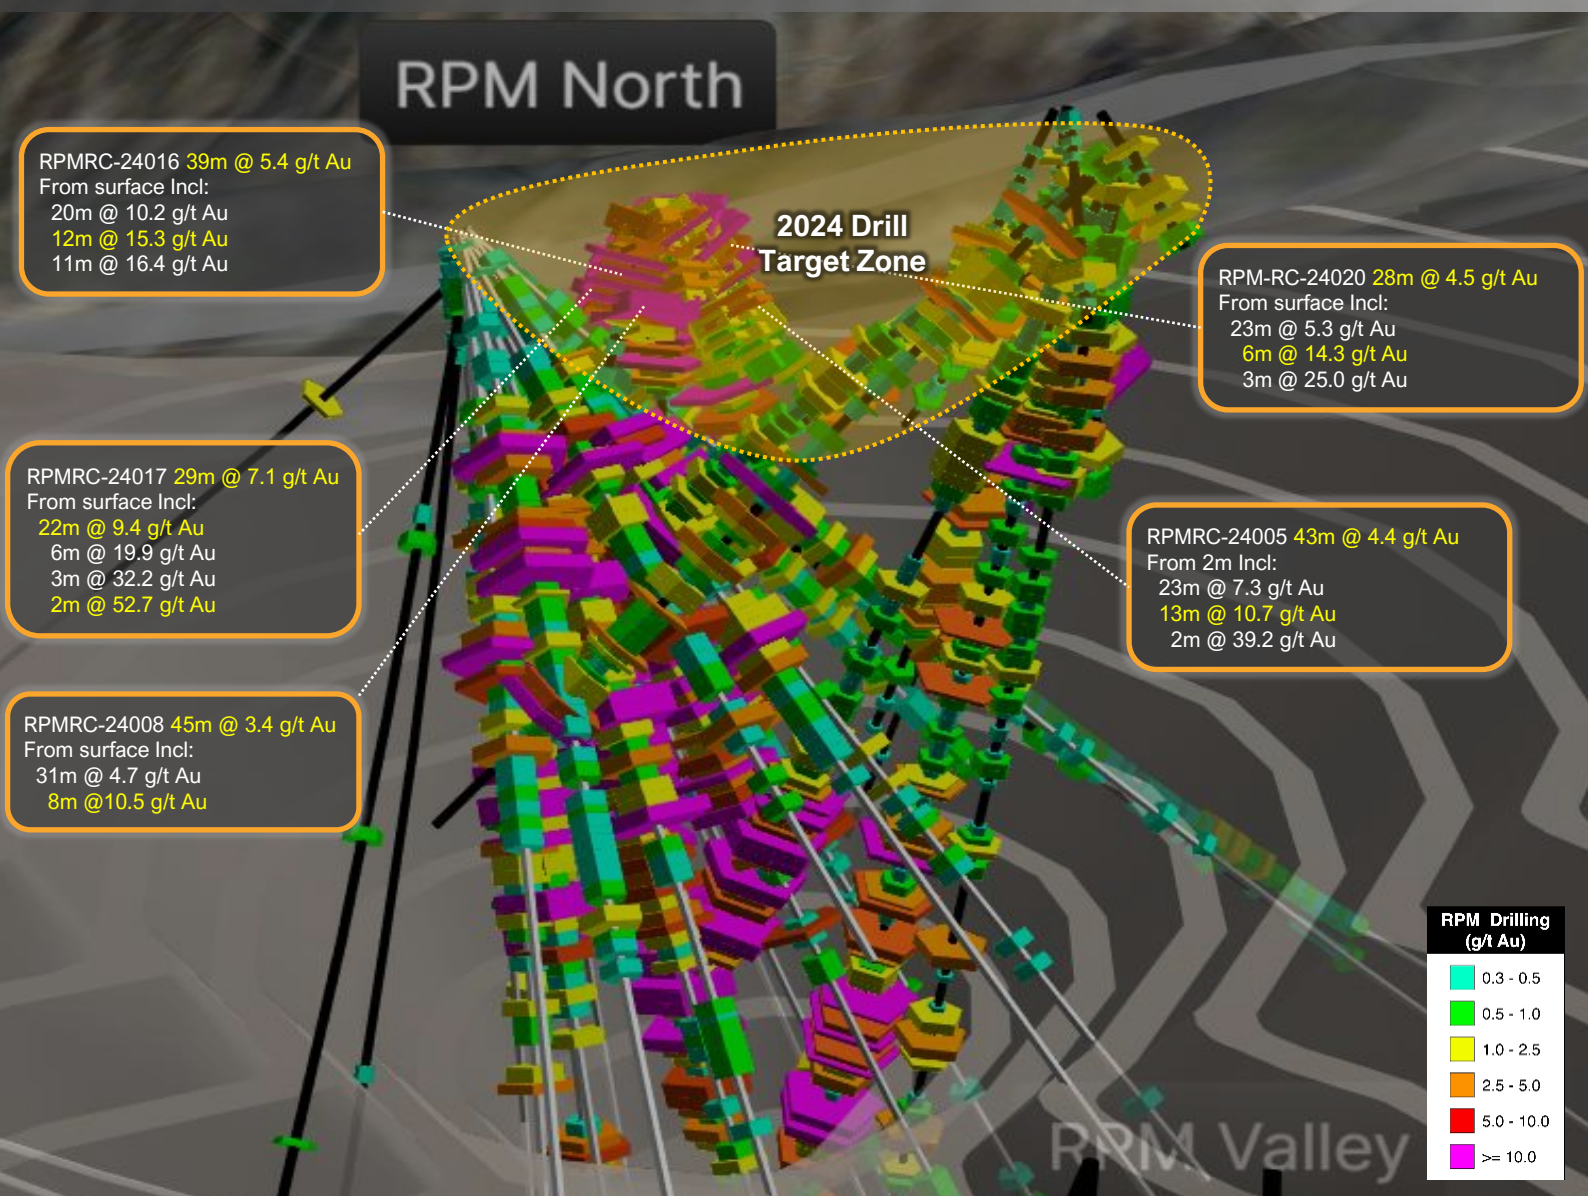 RPM North
RPMRC-24016 39m @ 5.4 g/t Au
From surface Incl:
20m @ 10.2 g/t Au
12m @ 15.3 g/t Au
11m @ 16.4 g/t Au
2024 Drill
Target Zone
RPM-RC-24020 28m @ 4.5 g/t Au
From surface Incl:
23m @ 5.3 g/t Au
6m @ 14.3 g/t Au
3m @ 25.0 g/t Au
RPMRC-24017 29m @ 7.1 g/t Au
From surface Incl:
22m @ 9.4 g/t Au
6m @ 19.9 g/t Au
3m @ 32.2 g/t Au
2m @ 52.7 g/t Au
RPMRC-24005 43m @ 4.4 g/t Au
From 2m Incl:
23m @ 7.3 g/t Au
13m @ 10.7 g/t Au
2m @ 39.2 g/t Au
RPMRC-24008 45m @ 3.4 g/t Au
From surface Incl:
31m @ 4.7 g/t Au
8m @10.5 g/t Au
RPM Drilling
(g/t Au)
0.3 - 0.5
0.5 - 1.0
1.0 - 2.5
2.5 - 5.0
5.0 - 10.0
>= 10.0
RPM Valley